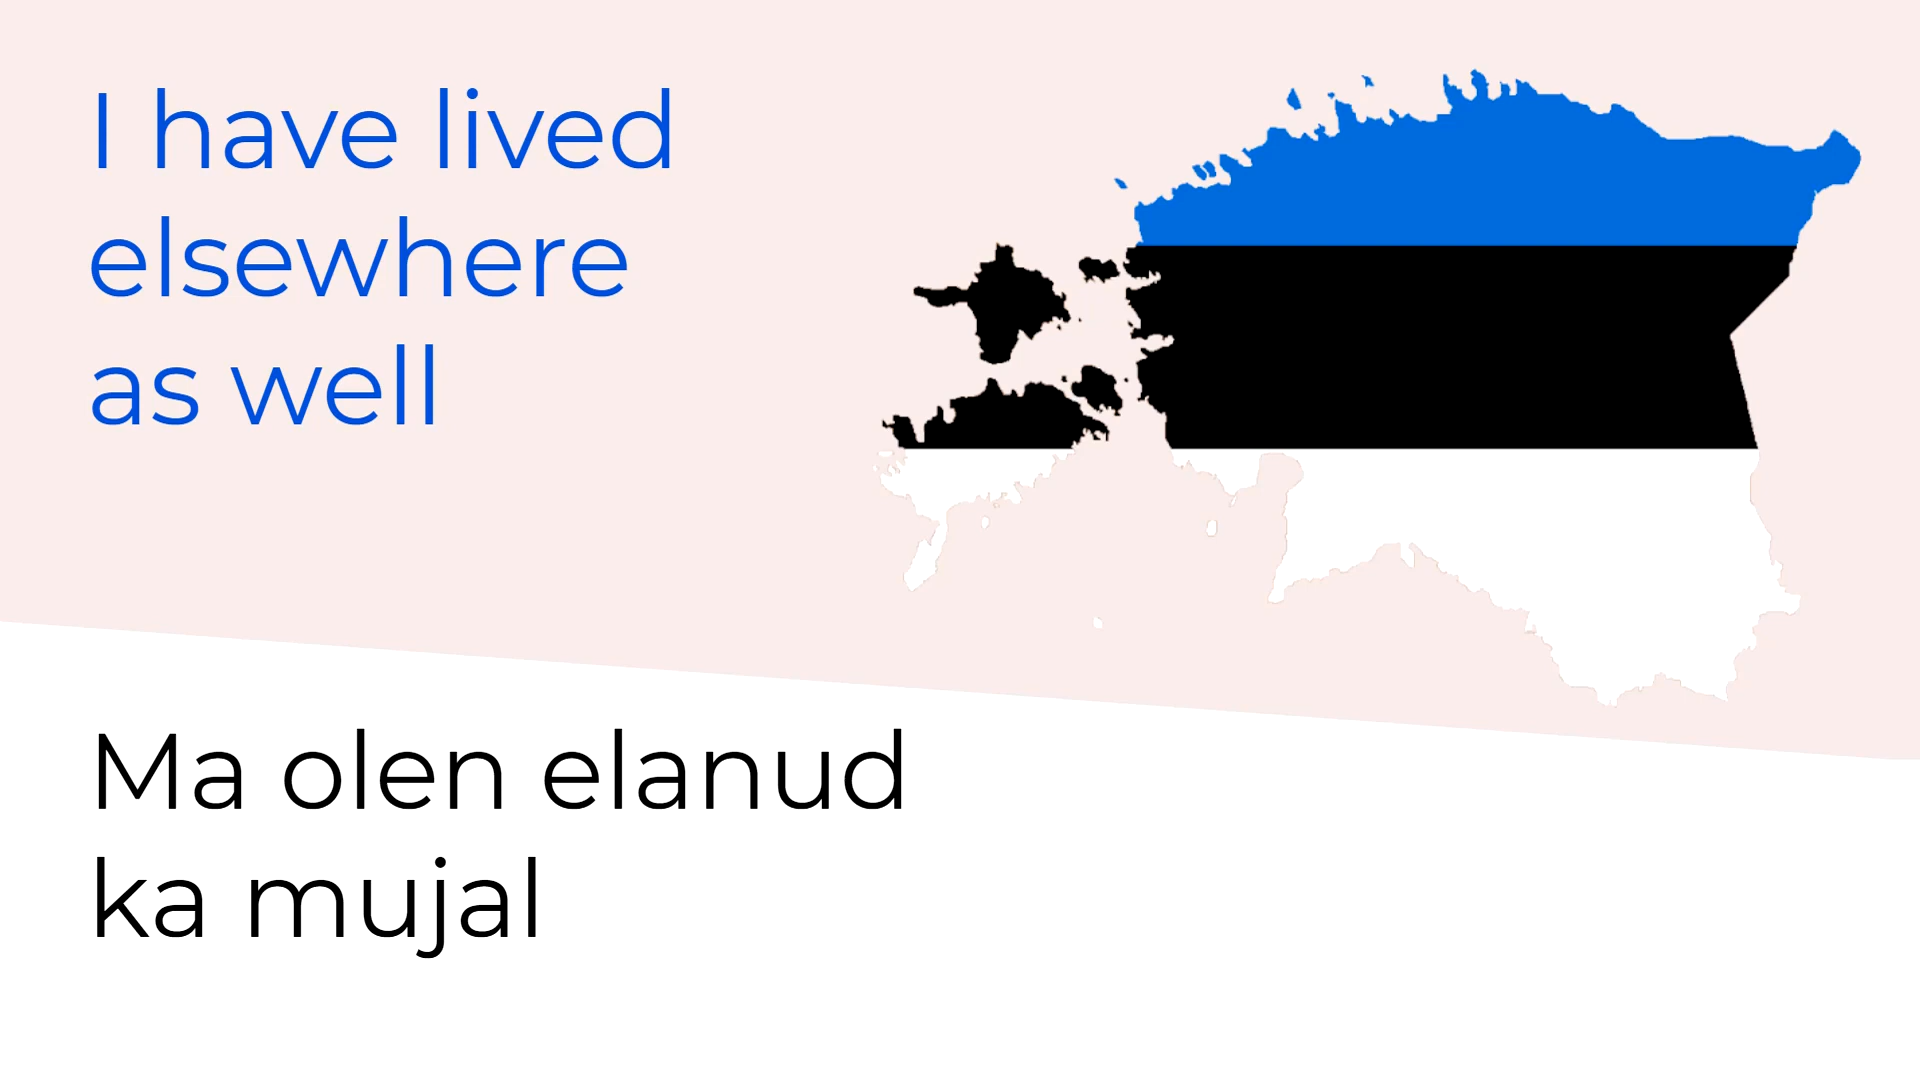 I have lived
elsewhere
as well
Ma olen elanud
ka mujal